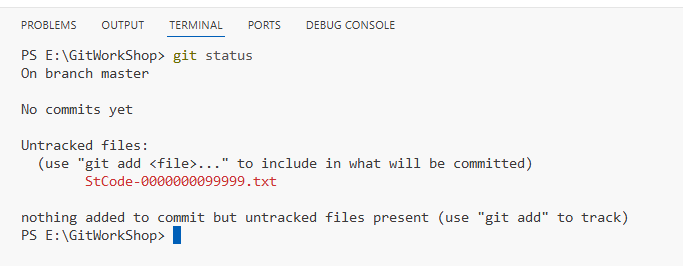 PROBLEMS OUTPUT TERMINAL PORTS DEBUG CONSOLE
PS E:\GitWorkShop> git status
On branch master
No commits yet
Untracked files:
(use "git add <file>..." to include in what will be committed)
StCode-0000000099999.txt
nothing added to commit but untracked files present (use "git add" to track)
PS E:\GitWorkShop>